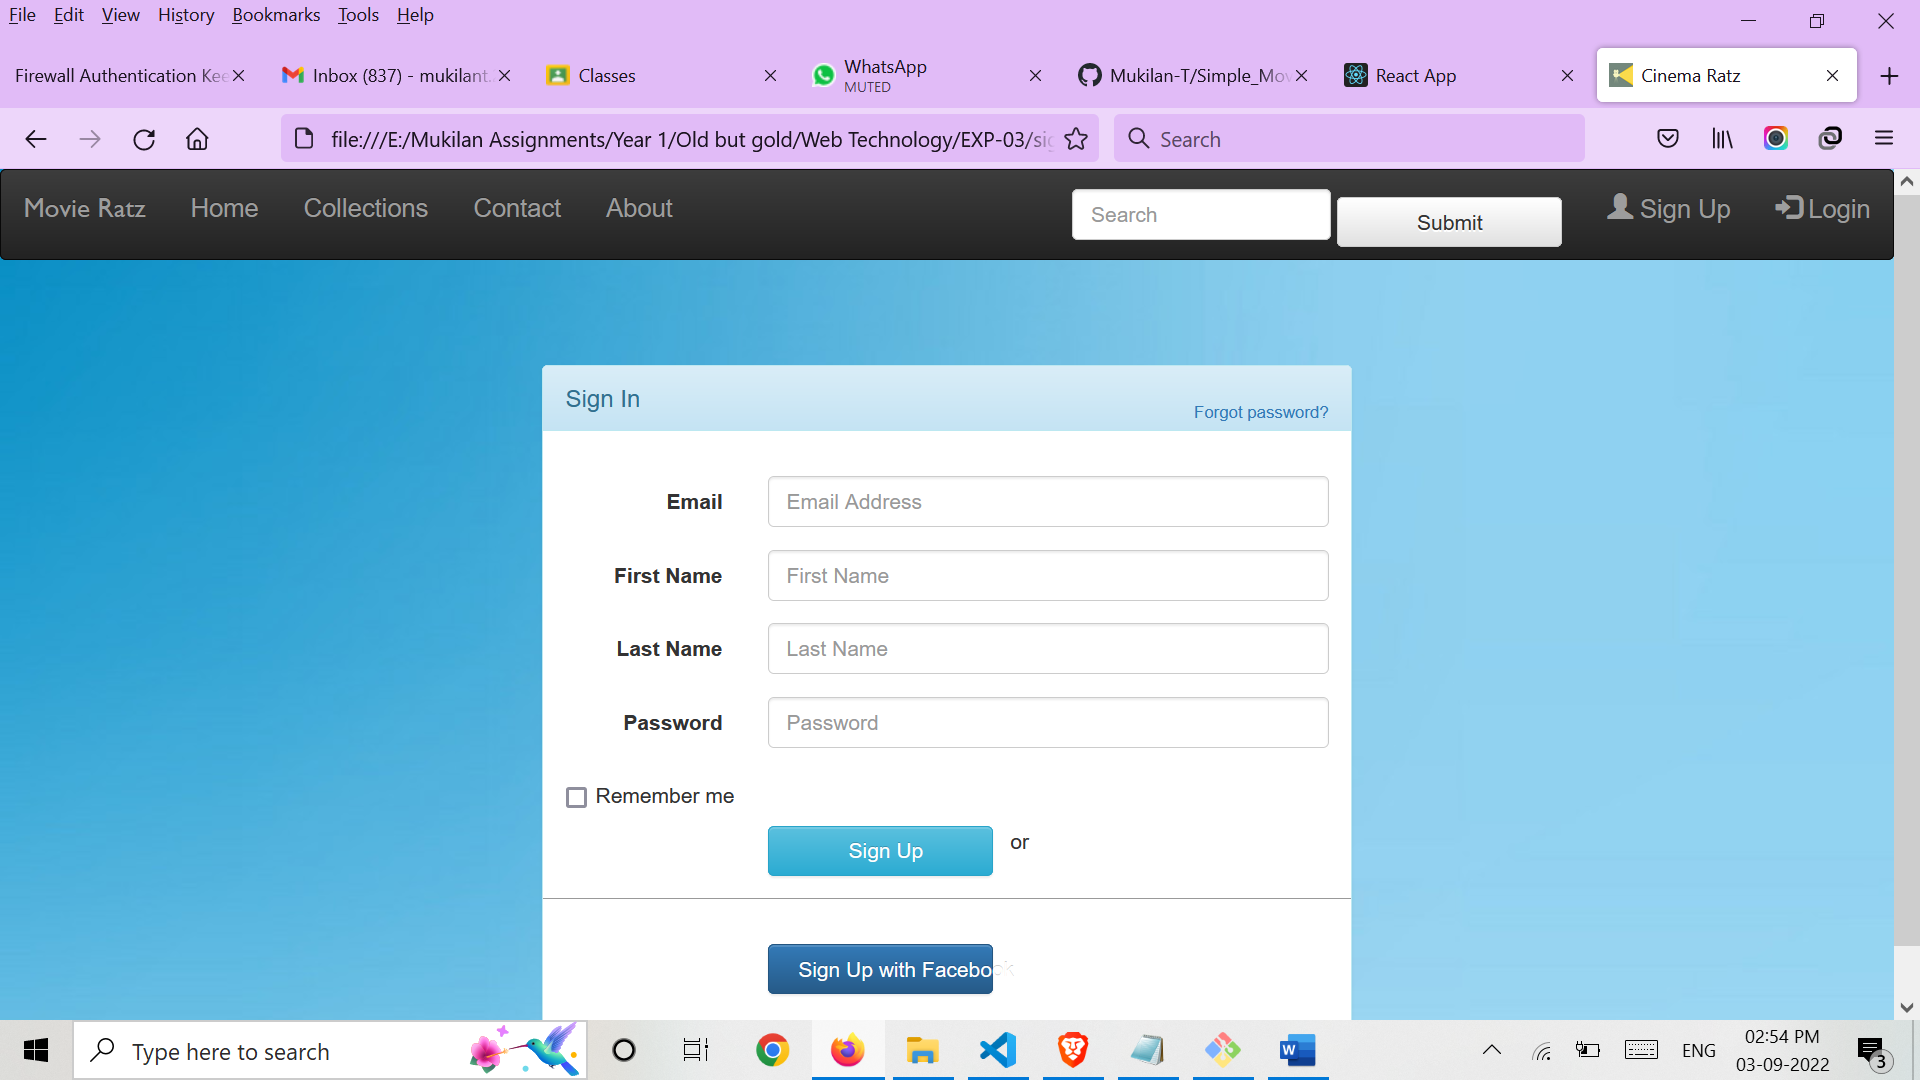 File Edit View History Bookmarks Tools Help
Firewall Authentication Kee
Inbox (837) - mukilant.
Classes
WhatsApp
MUTED
Mukilan-T/Simple_Mov
React App
Cinema Ratz
file:///E:/Mukilan Assignments/Year 1/Old but gold/Web Technology/EXP-03/sig
Search
Movie Ratz Home Collections Contact About Search Submit Sign Up Login
Sign In
Forgot password?
Email Email Address
First Name First Name
Last Name Last Name
Password Password
Remember me
Sign Up or
Sign Up with Facebook
Type here to search
W
ENG
02:54 PM
03-09-2022
3